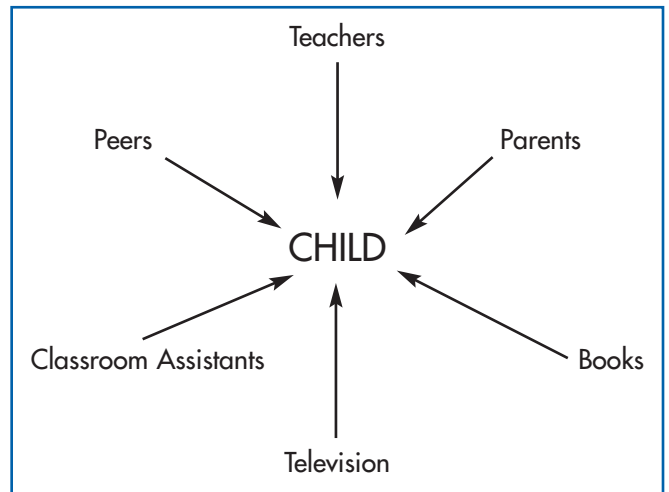 Teachers
Peers
Parents
CHILD
Classroom Assistants
Books
Television